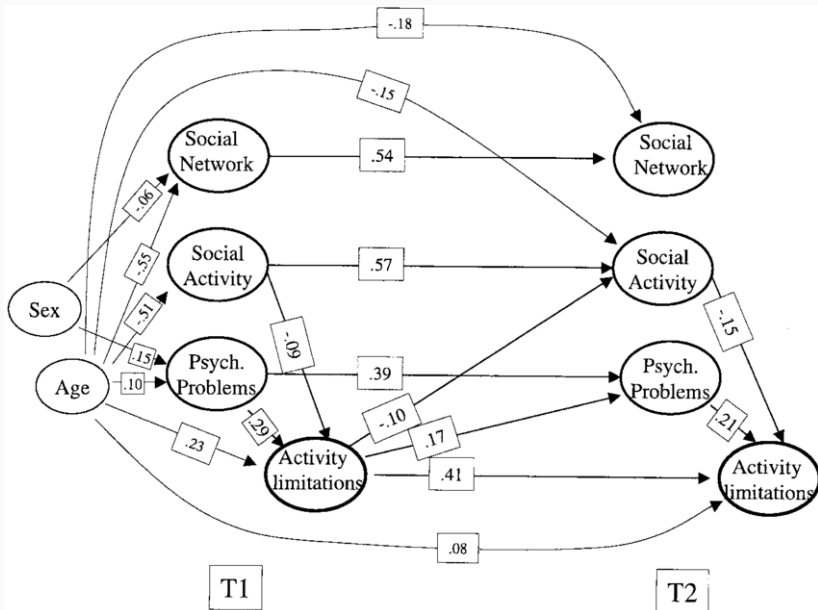 -.18
-.15
Social
Network
.54
Social
Network
-.06
-.55
Social
Activity
.57
Social
Activity
Sex
-.51
-.09
-.15
.15
Psych.
Problems
.39
Psych.
Problems
Age
.10
.29
-.10
.17
.21
.23
Activity
limitations
.41
Activity
limitations
.08
T1
T2